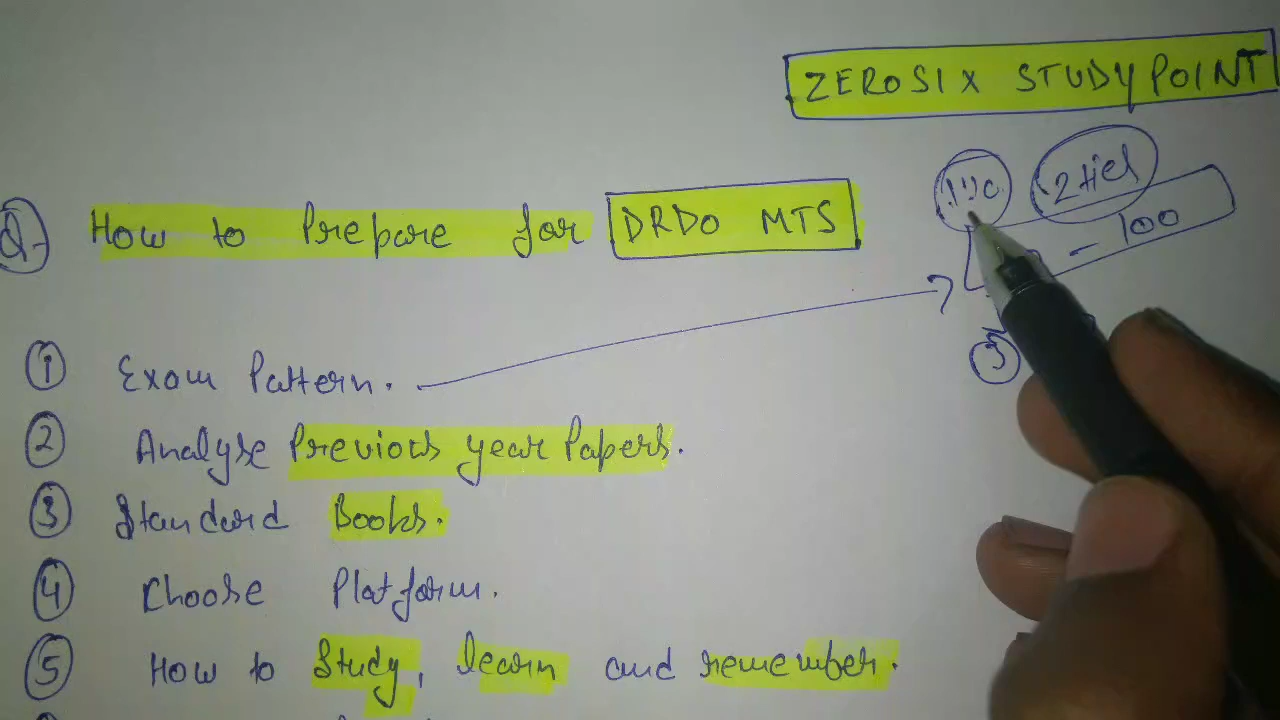 ZEROSIX STUDY POINT
2 tier
- 100
Q. How to Prepare for DRDO MTS
① Exam Pattern.
③
② Analyse Previous year Papers.
③ Standard Books.
④ Choose Platform.
⑤ How to Study, learn and remember.